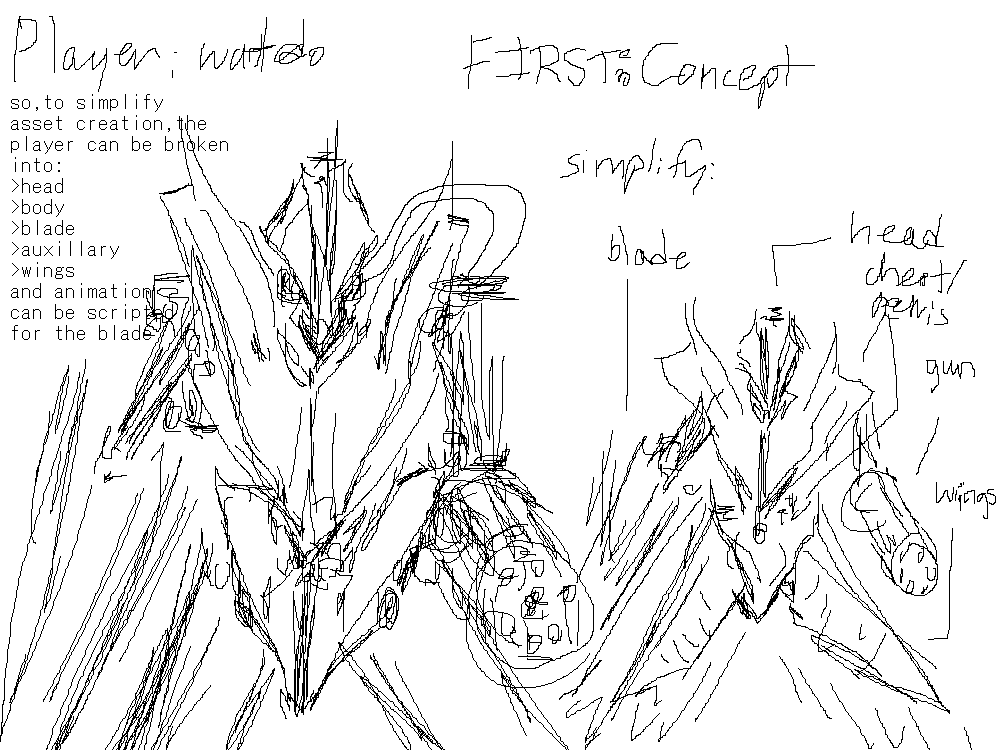 Player; watdo
FIRST: Concept
so,to simplify
asset creation,the
player can be broken
into:
>head
>body
>blade
>auxillary
>wings
and animation
can be scripted
for the blade
simplify:
blade
head
chest/
pelvis
gun
wings